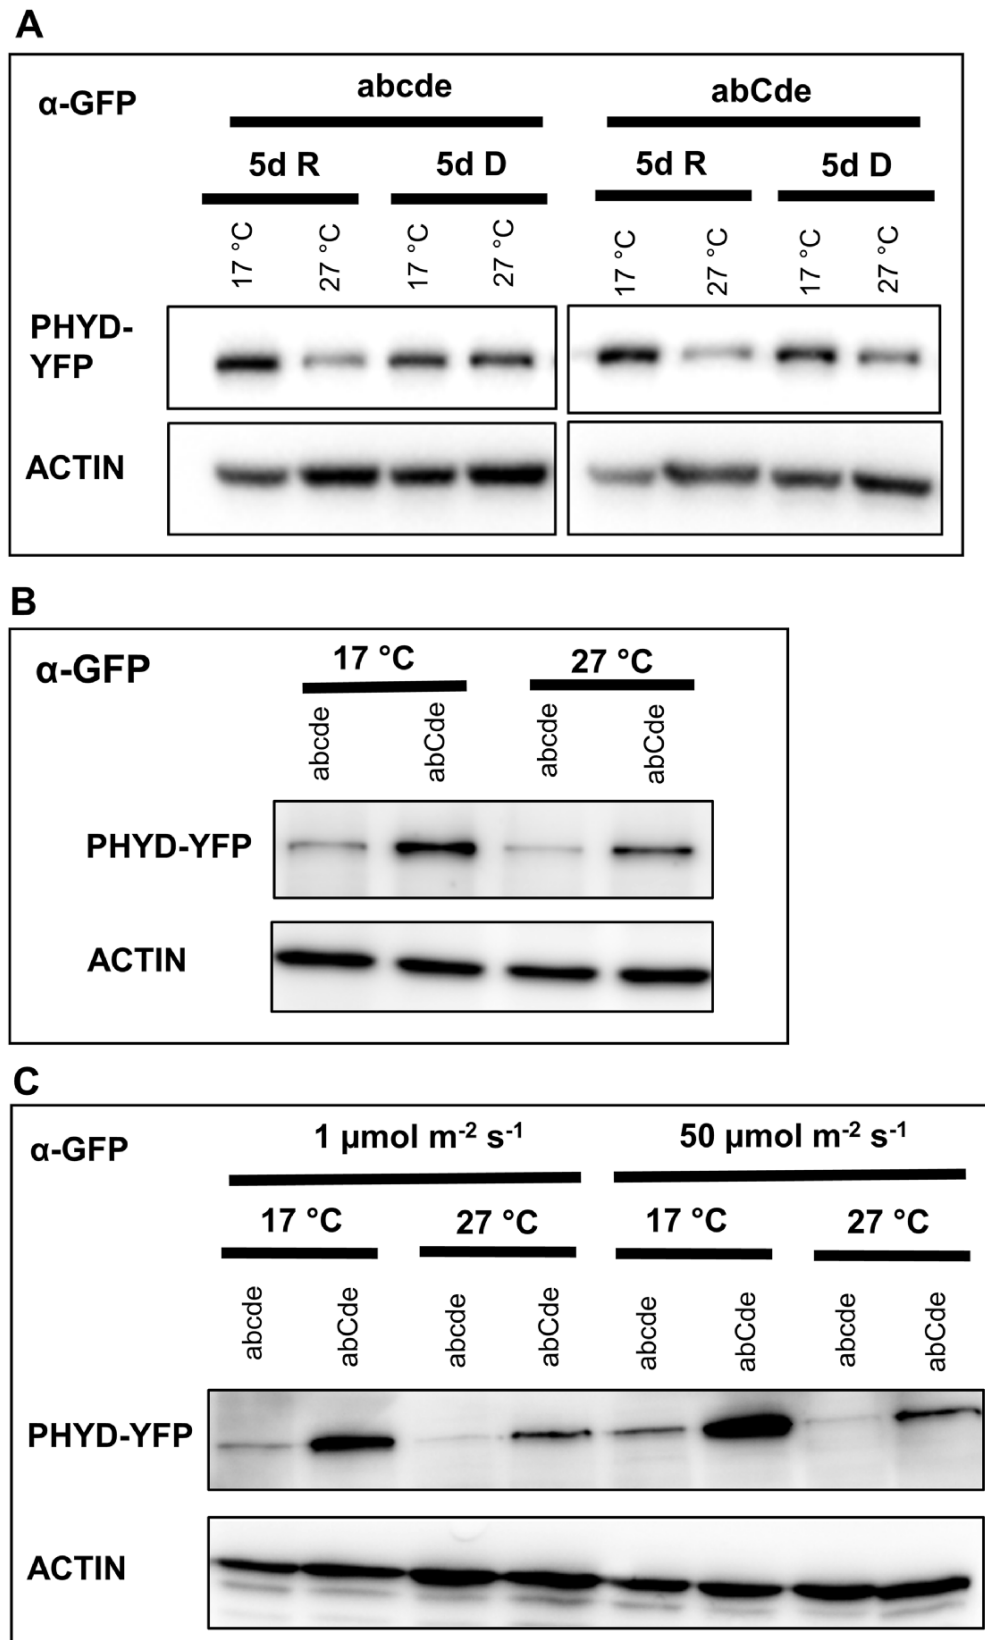 A
α-GFP
abcde
abCde
5d R
5d D
5d R
5d D
17 °C
27 °C
17 °C
27 °C
17 °C
27 °C
17 °C
27 °C
PHYD-
YFP
ACTIN
B
α-GFP
17 °C
27 °C
abcde
abCde
abcde
abCde
PHYD-YFP
ACTIN
C
α-GFP
1 µmol m-2 s-1
50 µmol m-2 s-1
17 °C
27 °C
17 °C
27 °C
abcde
abCde
abcde
abCde
abcde
abCde
abcde
abCde
PHYD-YFP
ACTIN